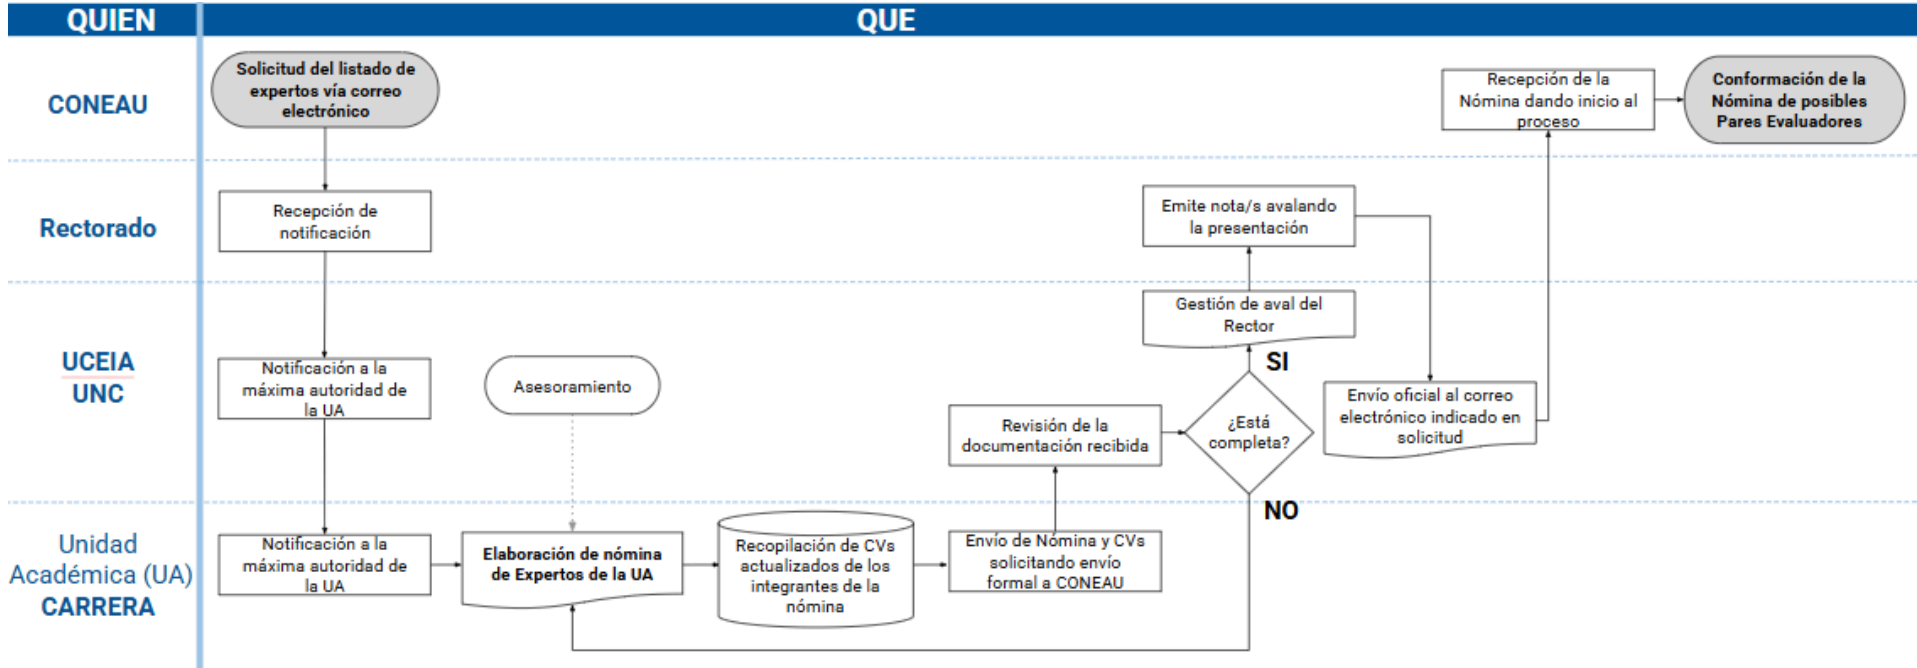 QUIEN
QUE
CONEAU
Solicitud del listado de
expertos vía correo
electrónico
Recepción de la
Nómina dando inicio al
proceso
Conformación de la
Nómina de posibles
Pares Evaluadores
Rectorado
Recepción de
notificación
Emite nota/s avalando
la presentación
UCEIA
UNC
Notificación a la
máxima autoridad de
la UA
Asesoramiento
Revisión de la
documentación recibida
¿Está
completa?
SI
Gestión de aval del
Rector
Envío oficial al correo
electrónico indicado en
solicitud
NO
Unidad
Académica (UA)
CARRERA
Notificación a la
máxima autoridad de
la UA
Elaboración de nómina
de Expertos de la UA
Recopilación de CVs
actualizados de los
integrantes de la
nómina
Envío de Nómina y CVs
solicitando envío
formal a CONEAU